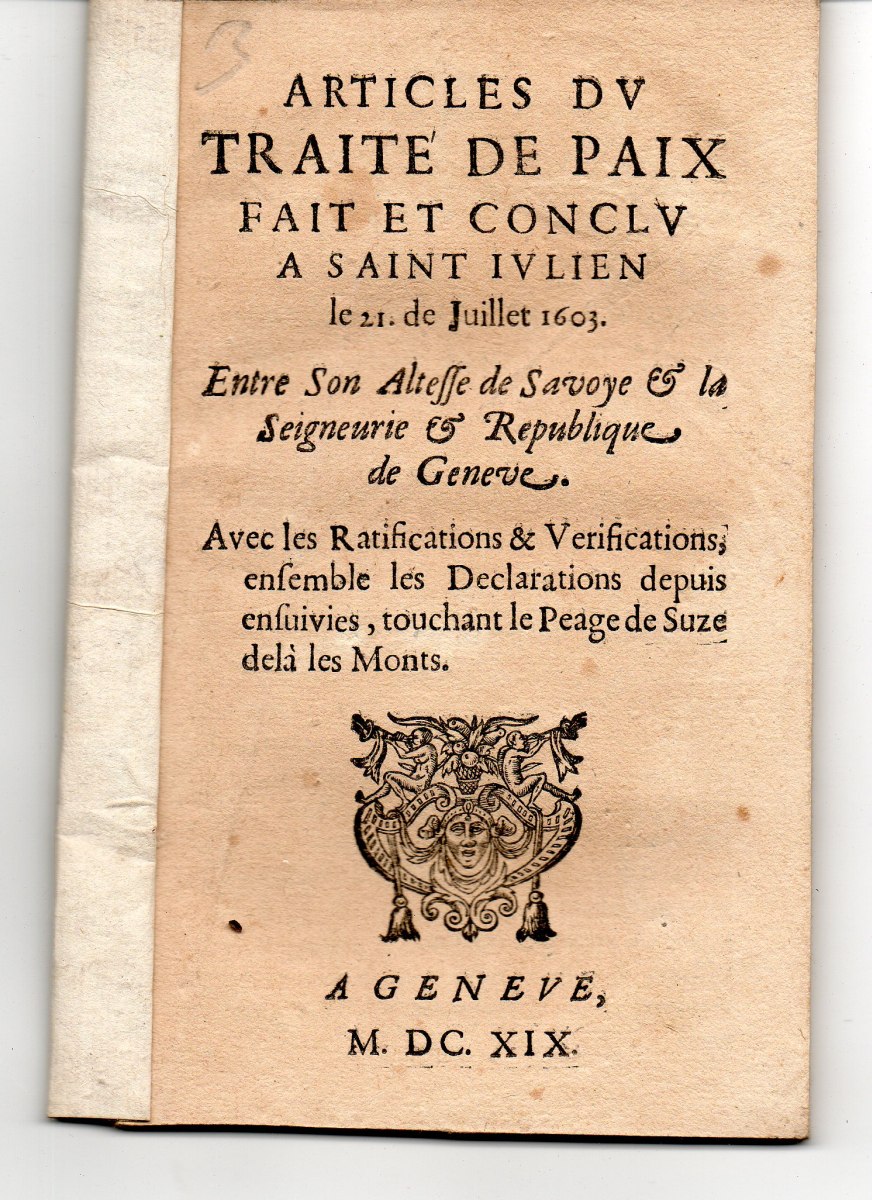 3
ARTICLES DV
TRAITÉ DE PAIX
FAIT ET CONCLV
A SAINT IVLIEN
le 21. de Juillet 1603.
Entre Son Alteſſe de Savoye & la
Seigneurie & Republique
de Geneve.
Avec les Ratifications & Verifications,
enſemble les Declarations depuis
enſuivies, touchant le Peage de Suze
delà les Monts.
A GENEVE,
M. DC. XIX.